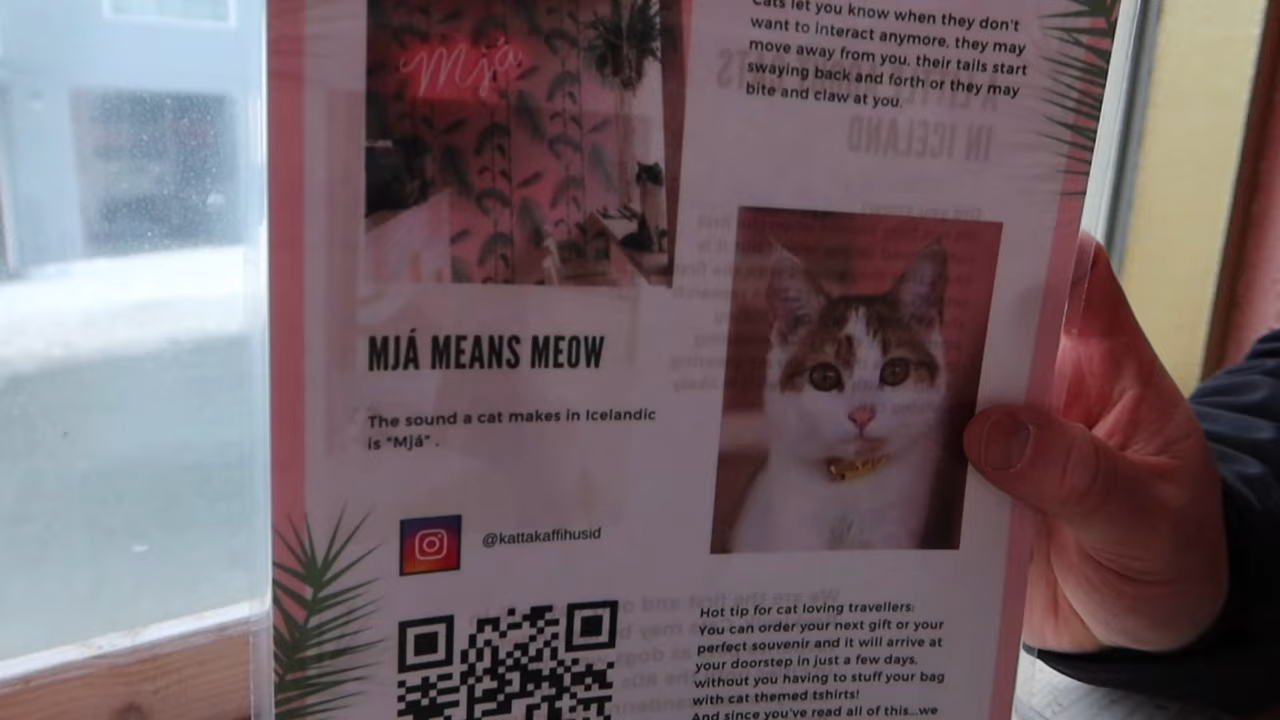 Mjá
MJÁ MEANS MEOW
The sound a cat makes in Icelandic
is "Mjá" .
@kattakaffihusid
Cats let you know when they don't
want to interact anymore, they may
move away from you, their tails start
swaying back and forth or they may
bite and claw at you.
IN ICELAND
Hot tip for cat loving travellers:
You can order your next gift or your
perfect souvenir and it will arrive at
your doorstep in just a few days,
without you having to stuff your bag
with cat themed tshirts!
And since you've read all of this...we